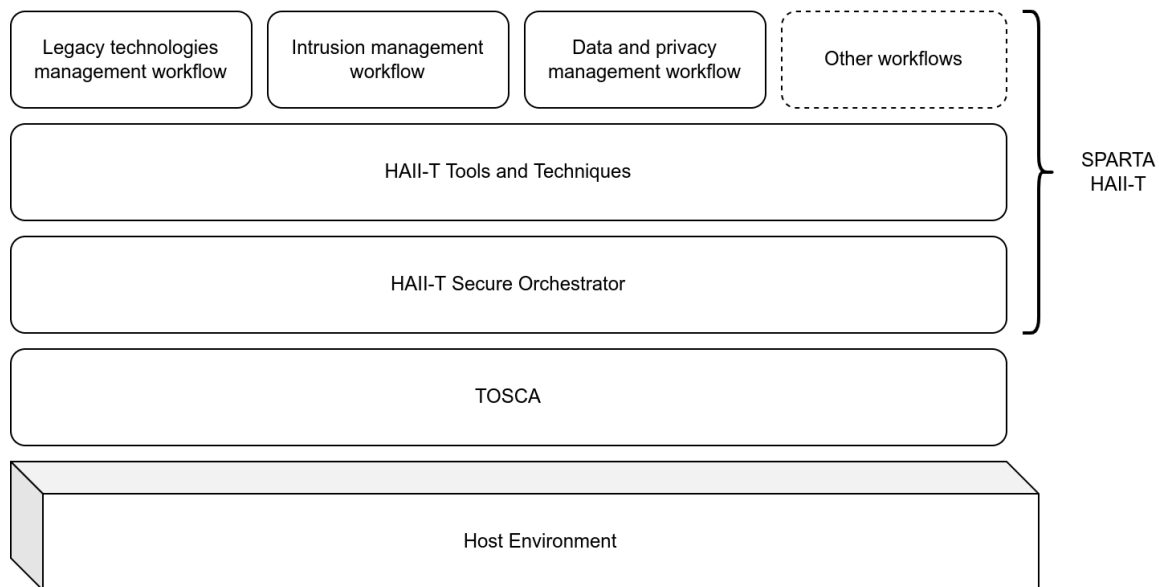 Legacy technologies
management workflow
Intrusion management
workflow
Data and privacy
management workflow
Other workflows
HAII-T Tools and Techniques
SPARTA
HAII-T
HAII-T Secure Orchestrator
TOSCA
Host Environment